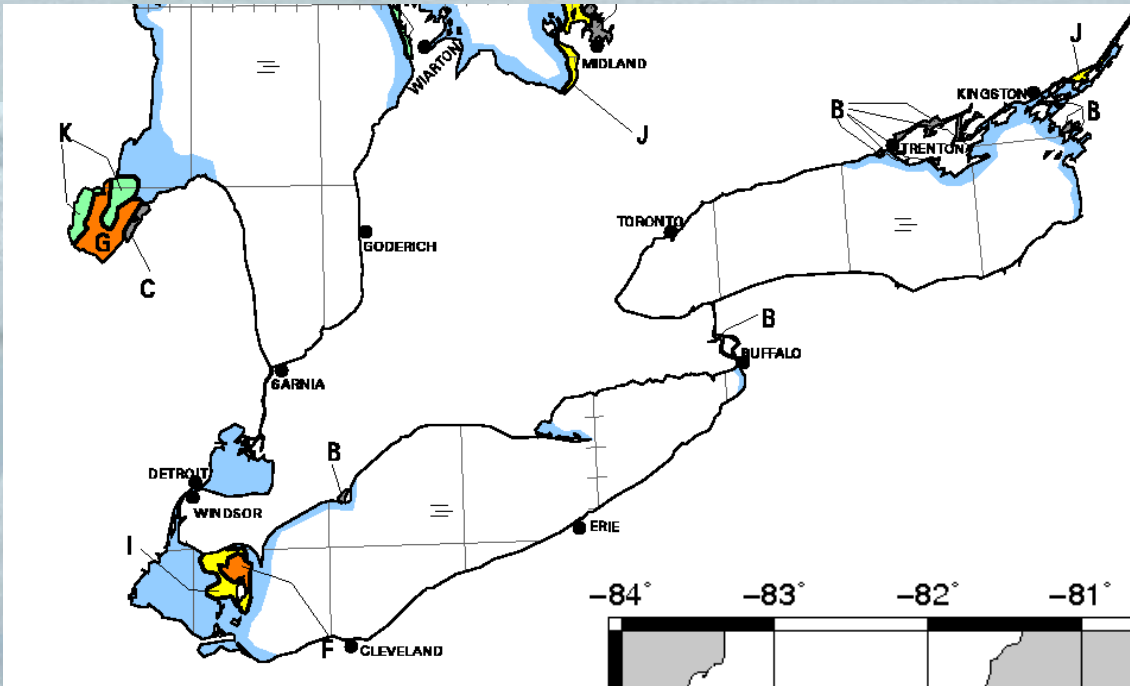 WIARTON
MIDLAND
J
J
KINGSTON
B
B
TRENTON
K
G
C
TORONTO
GODERICH
B
BUFFALO
SARNIA
B
DETROIT
WINDSOR
ERIE
I
F
CLEVELAND
−84° −83° −82° −81°